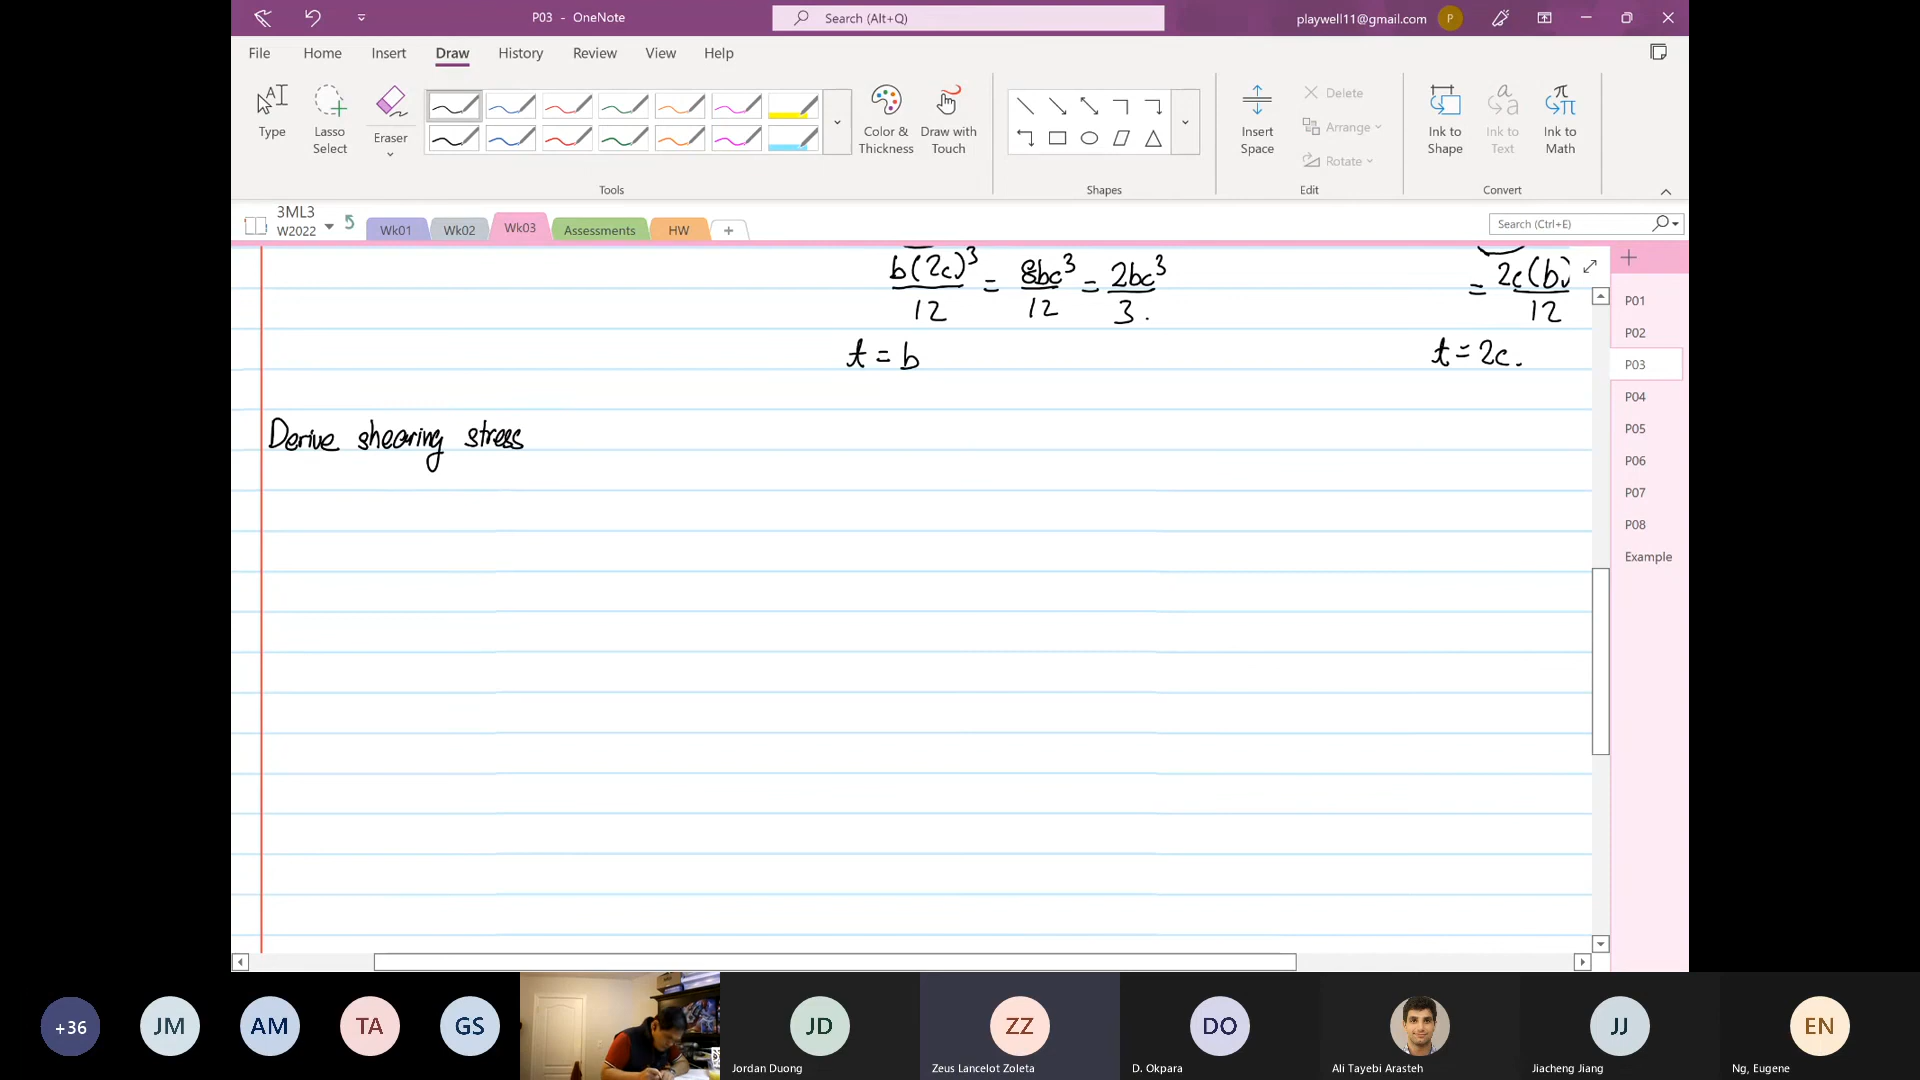 P03 - OneNote
Search (Alt+Q)
playwell11@gmail.com
P
File Home Insert Draw History Review View Help
Type
Lasso Select
Eraser
Color & Thickness
Draw with Touch
Insert Space
Delete
Arrange
Rotate
Ink to Shape
Ink to Text
Ink to Math
Tools
Shapes
Edit
Convert
3ML3
W2022
Wk01 Wk02 Wk03 Assessments HW
Search (Ctrl+E)
b(2c)³/12 = 8bc³/12 = 2bc³/3.
= 2c(b)/12
t = b
t = 2c.
Derive shearing stress
P01
P02
P03
P04
P05
P06
P07
P08
Example
+36
JM
AM
TA
GS
JD
Jordan Duong
ZZ
Zeus Lancelot Zoleta
DO
D. Okpara
Ali Tayebi Arasteh
JJ
Jiacheng Jiang
EN
Ng, Eugene